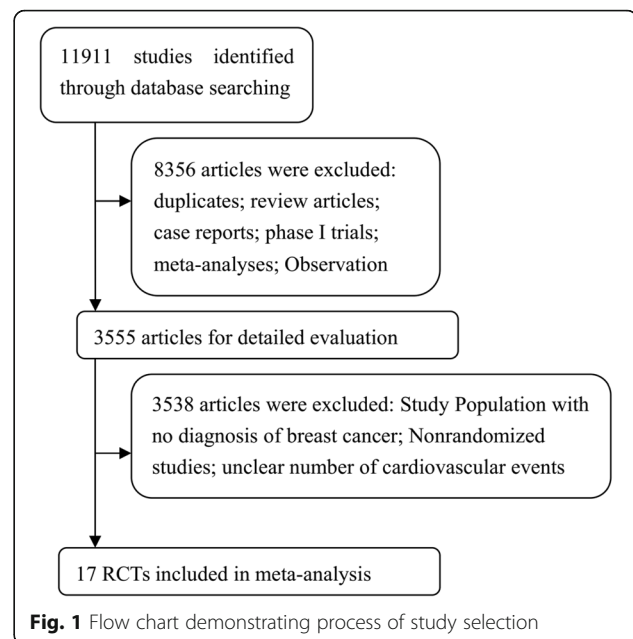 11911 studies identified
through database searching
8356 articles were excluded:
duplicates; review articles;
case reports; phase I trials;
meta-analyses; Observation
3555 articles for detailed evaluation
3538 articles were excluded: Study Population with
no diagnosis of breast cancer; Nonrandomized
studies; unclear number of cardiovascular events
17 RCTs included in meta-analysis
Fig. 1 Flow chart demonstrating process of study selection